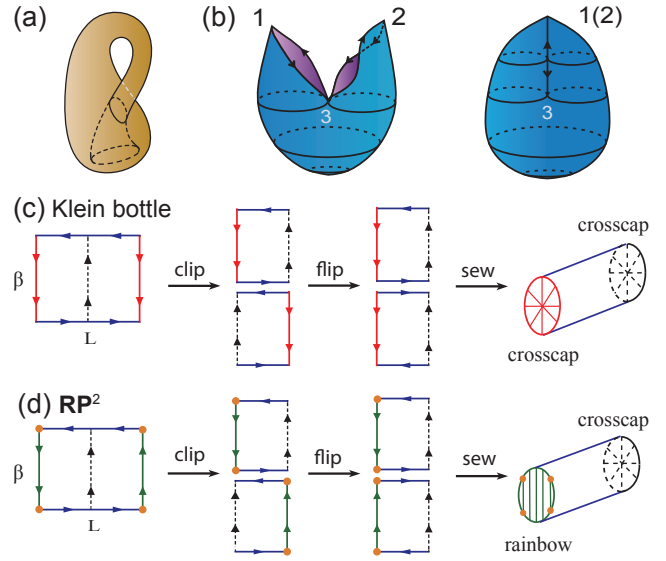 (a)
(b)
1
2
3
1(2)
3
(c) Klein bottle
β
L
clip
flip
sew
crosscap
crosscap
(d) RP²
β
L
clip
flip
sew
crosscap
rainbow